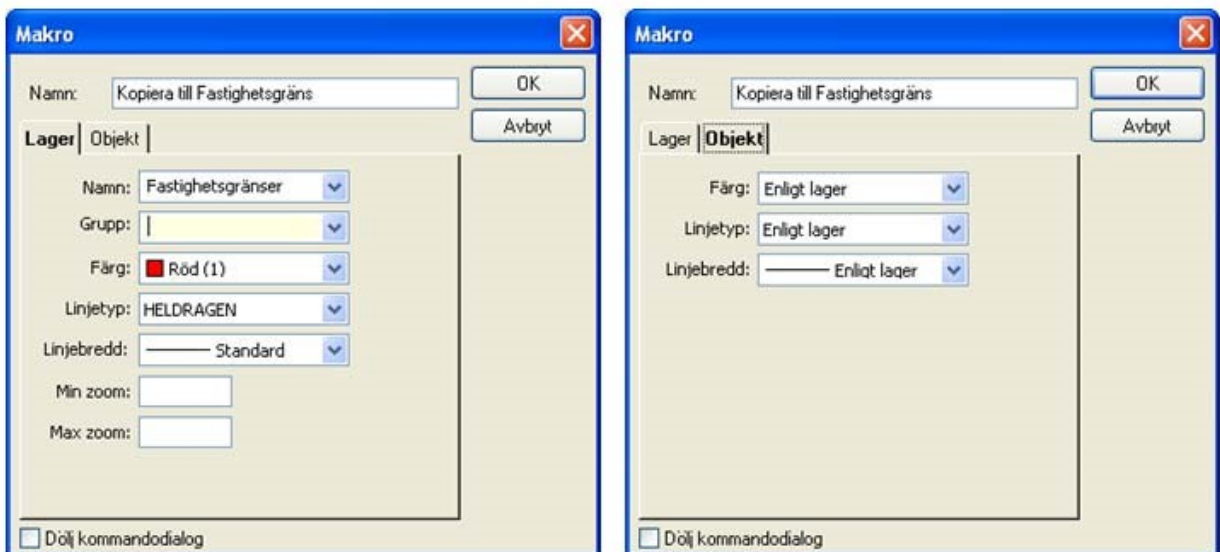 Makro
Namn: Kopiera till Fastighetsgräns
OK
Avbryt
Lager Objekt
Namn: Fastighetsgränser
Grupp:
Färg: Röd (1)
Linjetyp: HELDRAGEN
Linjebredd: Standard
Min zoom:
Max zoom:
Dölj kommandodialog
Makro
Namn: Kopiera till Fastighetsgräns
OK
Avbryt
Lager Objekt
Färg: Enligt lager
Linjetyp: Enligt lager
Linjebredd: Enligt lager
Dölj kommandodialog